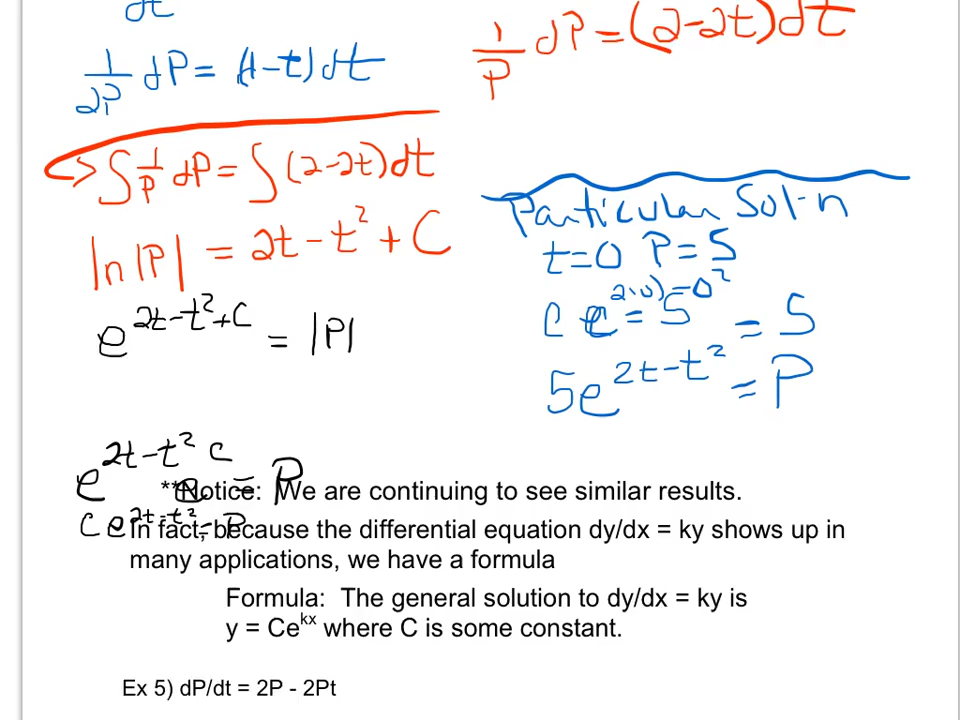 dt
1/2P dP = (1-t)dt
1/P dP = (2-2t)dt
∫ 1/P dP = ∫ (2-2t)dt
ln |P| = 2t - t² + C
e^(2t-t²+C) = |P|
Particular Sol-n
t=0 P=5
C e^(2·0)-0² = 5 = 5
5e^(2t-t²) = P
e^(2t-t²) e^C = P
Ce^(2t-t²) = P
**Notice: We are continuing to see similar results.
In fact, because the differential equation dy/dx = ky shows up in
many applications, we have a formula
Formula: The general solution to dy/dx = ky is
y = Ce^kx where C is some constant.
Ex 5) dP/dt = 2P - 2Pt